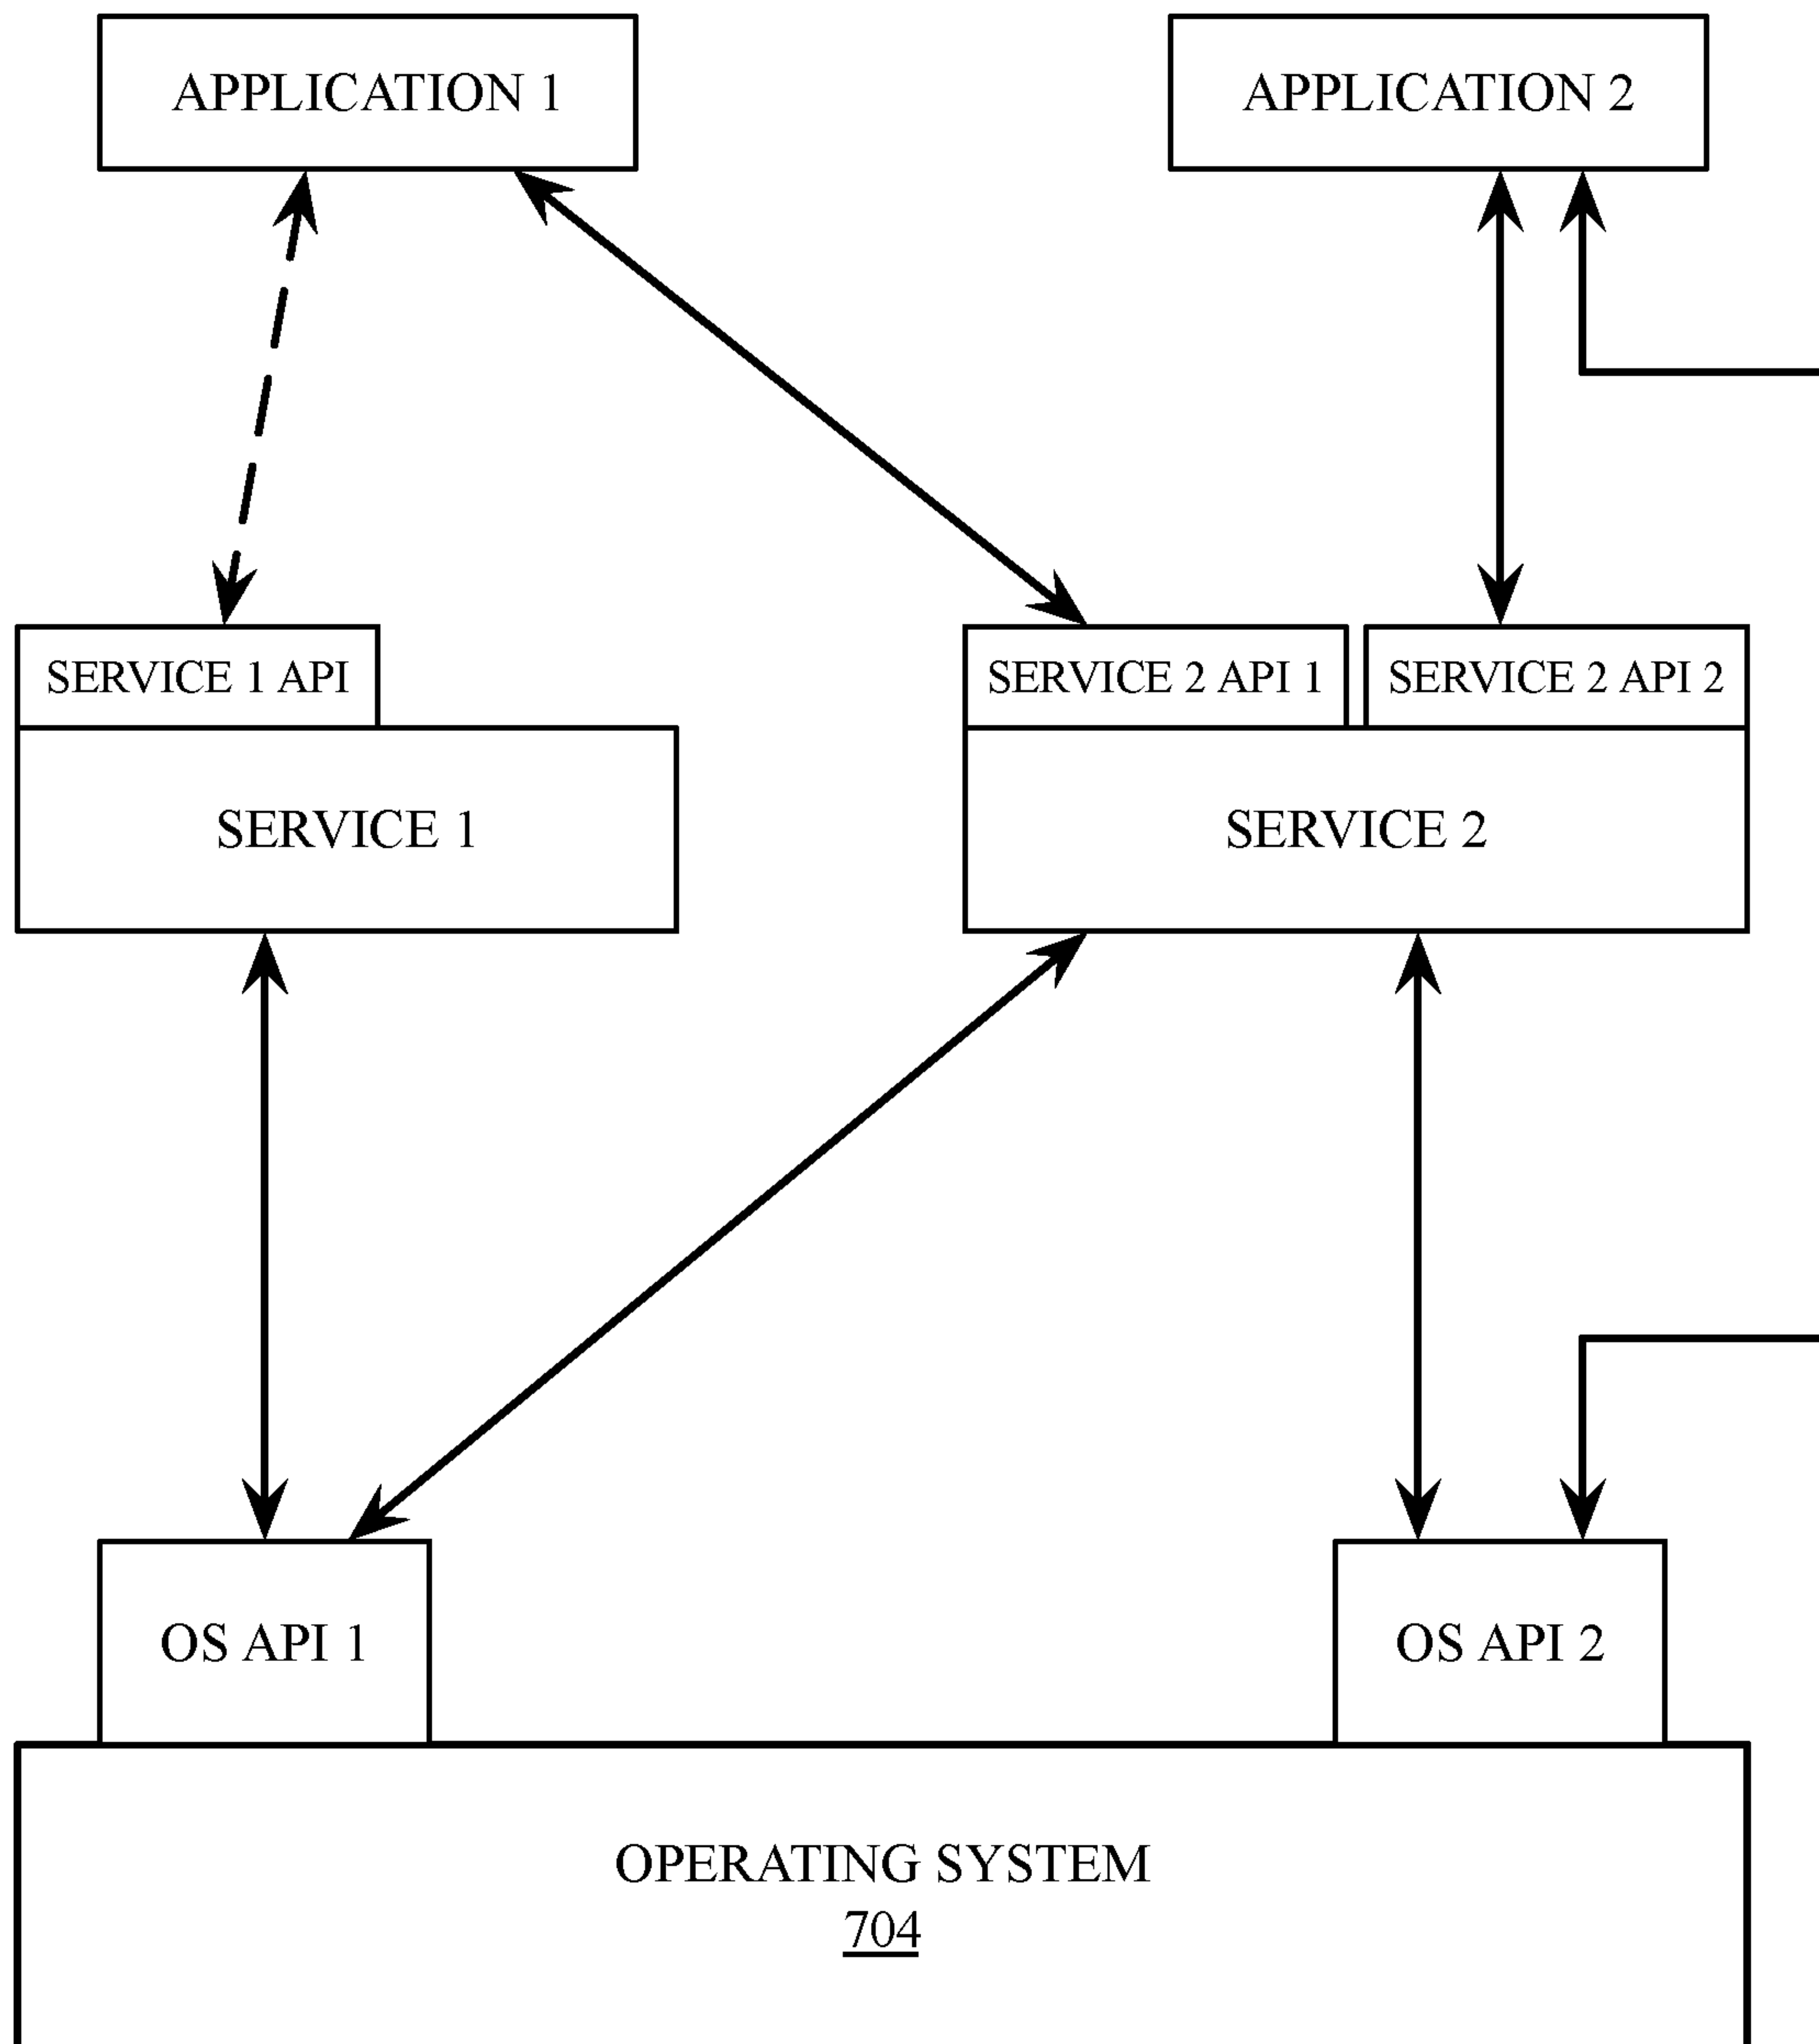 APPLICATION 1
APPLICATION 2
SERVICE 1 API
SERVICE 2 API 1
SERVICE 2 API 2
SERVICE 1
SERVICE 2
OS API 1
OS API 2
OPERATING SYSTEM
704